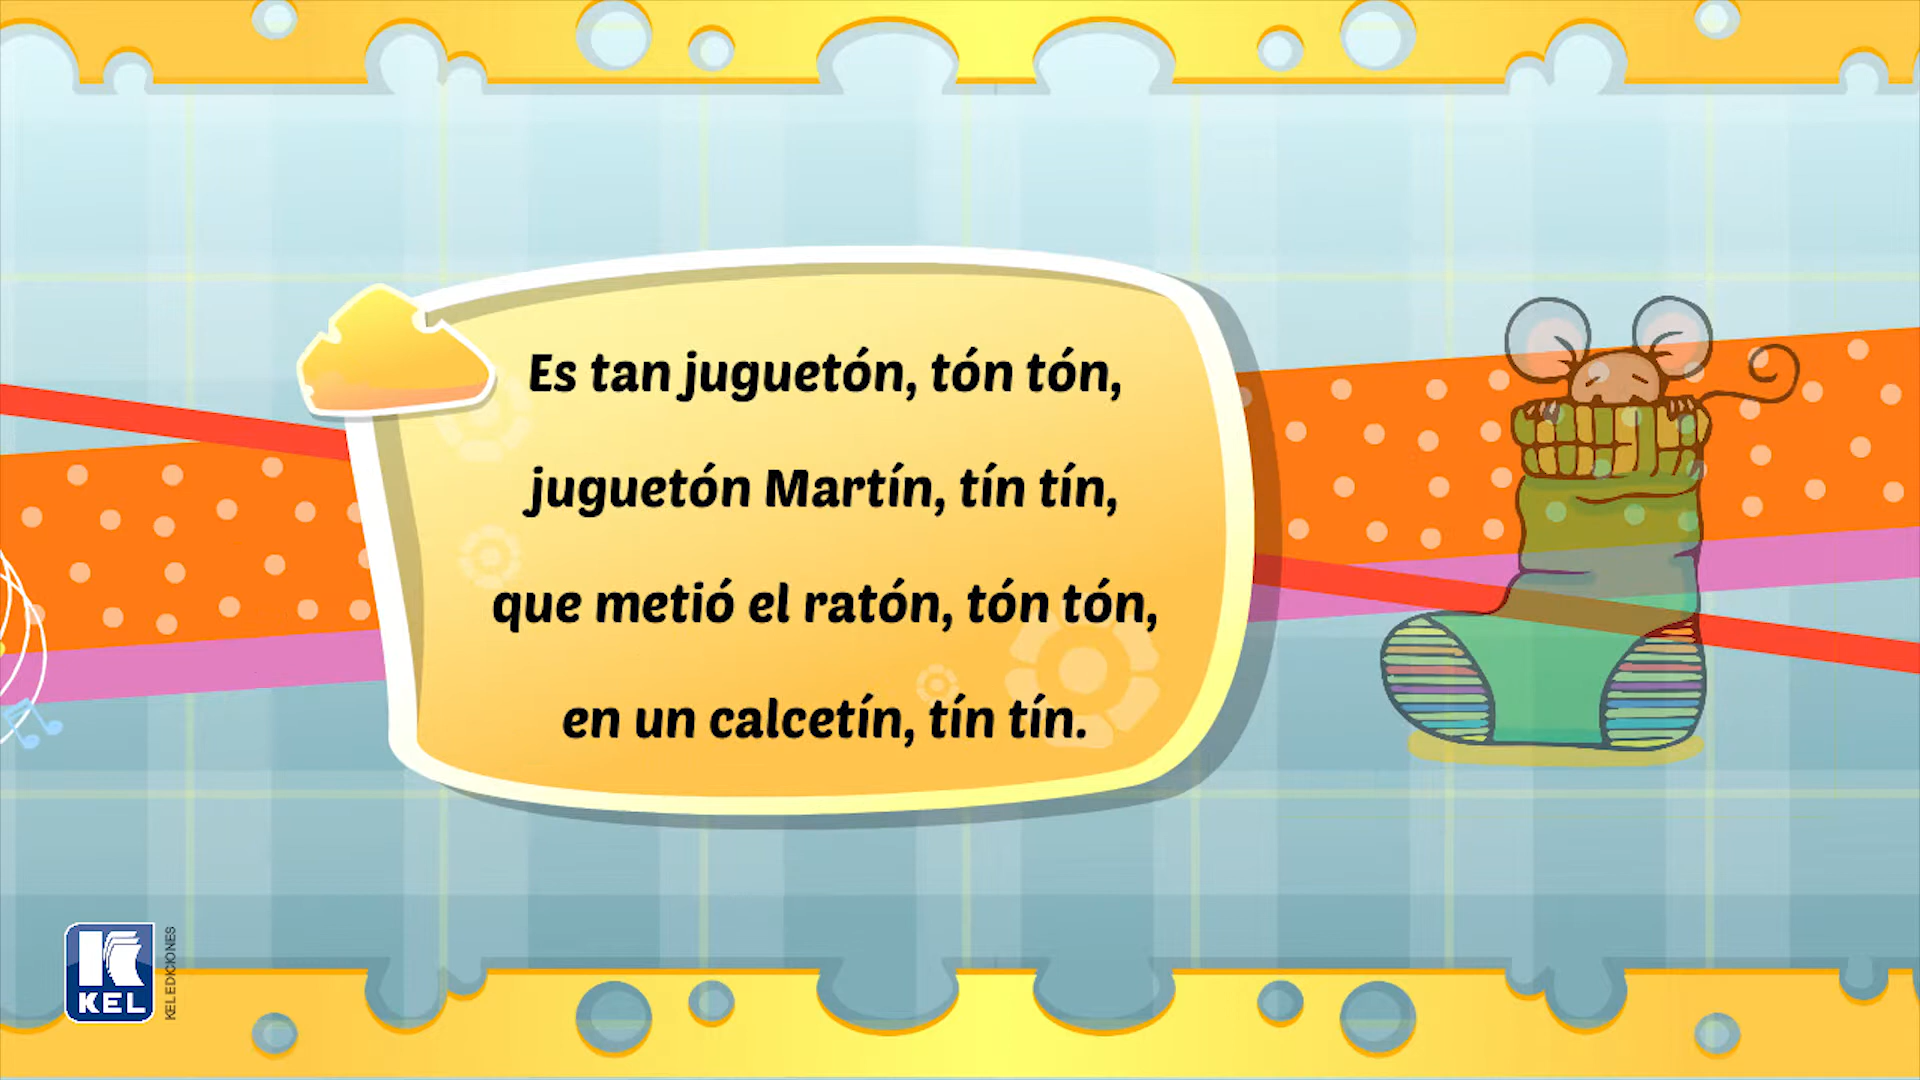 Es tan juguetón, tón tón,
juguetón Martín, tín tín,
que metió el ratón, tón tón,
en un calcetín, tín tín.
KEL
KEL EDICIONES